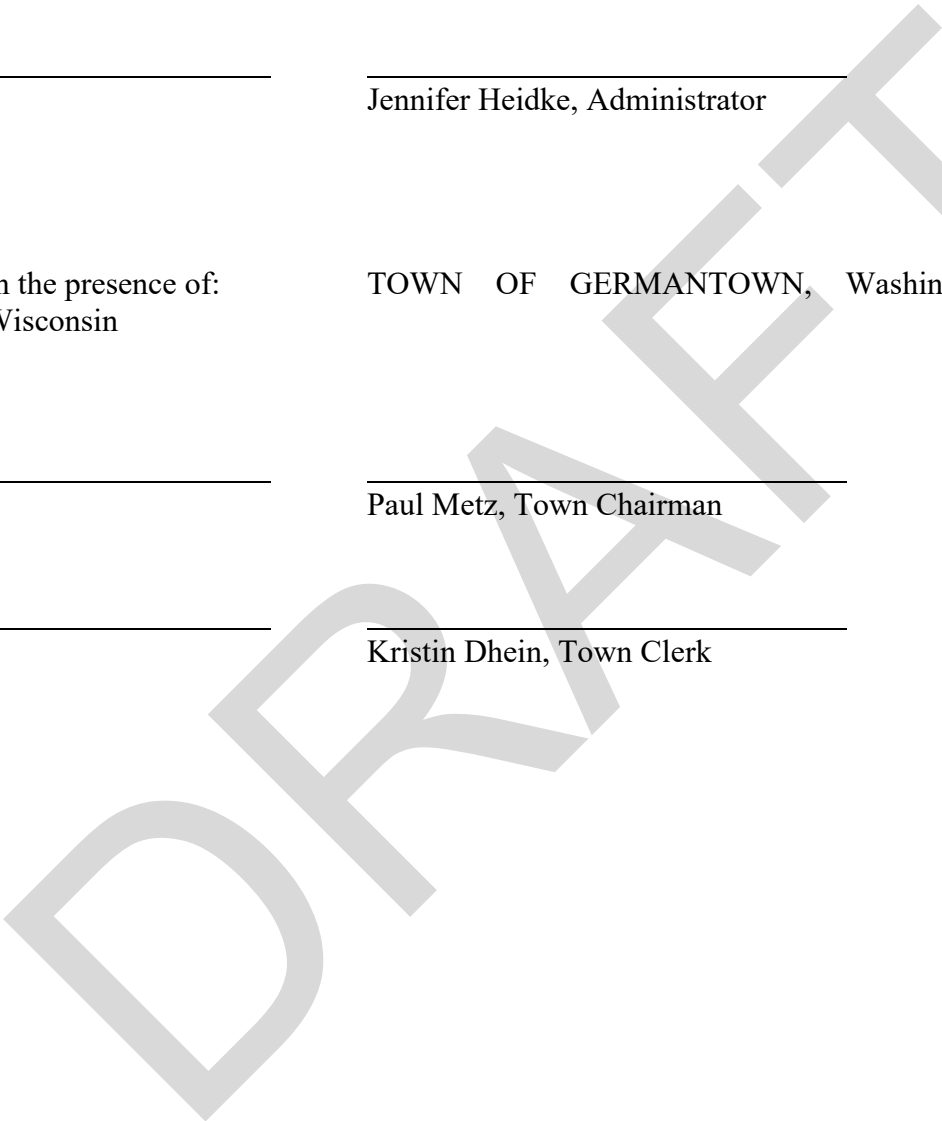 Jennifer Heidke, Administrator
n the presence of: TOWN OF GERMANTOWN, Washin
Wisconsin
Paul Metz, Town Chairman
Kristin Dhein, Town Clerk
DRAFT